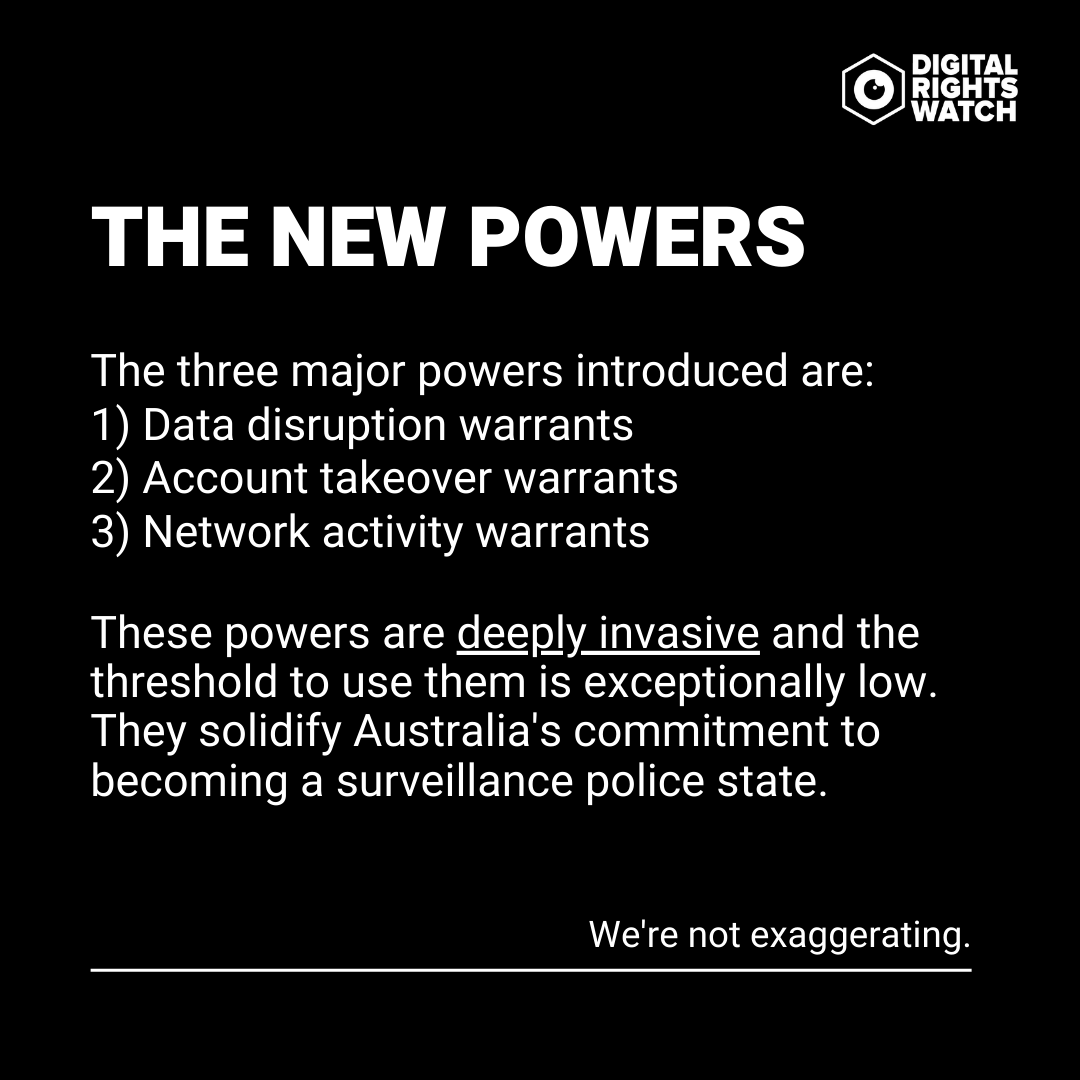 DIGITAL
RIGHTS
WATCH
THE NEW POWERS
The three major powers introduced are:
1) Data disruption warrants
2) Account takeover warrants
3) Network activity warrants
These powers are deeply invasive and the
threshold to use them is exceptionally low.
They solidify Australia's commitment to
becoming a surveillance police state.
We're not exaggerating.